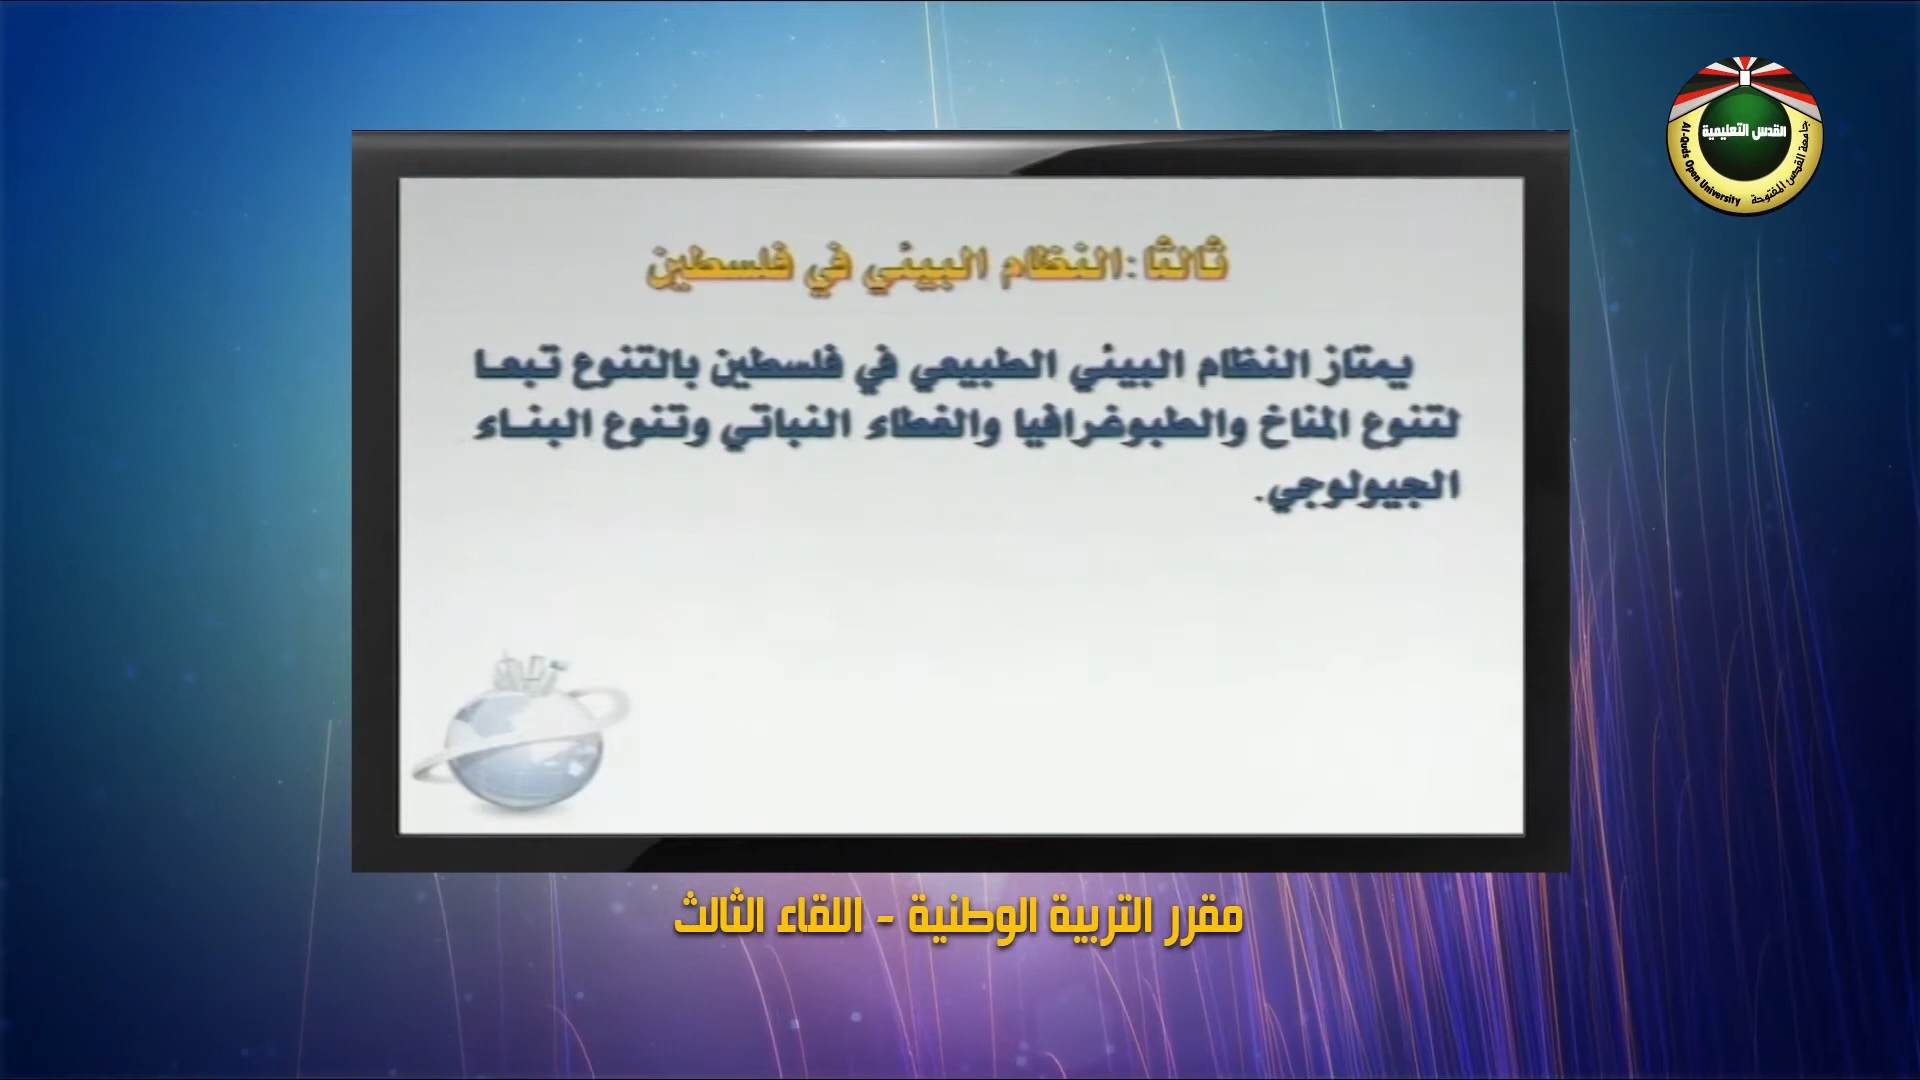 القدس التعليمية
جامعة القدس المفتوحة
Al-Quds Open University
ثالثا: النظام البيئي في فلسطين
يمتاز النظام البيئي الطبيعي في فلسطين بالتنوع تبعا
لتنوع المناخ والطبوغرافيا والغطاء النباتي وتنوع البناء
الجيولوجي.
مقرر التربية الوطنية - اللقاء الثالث